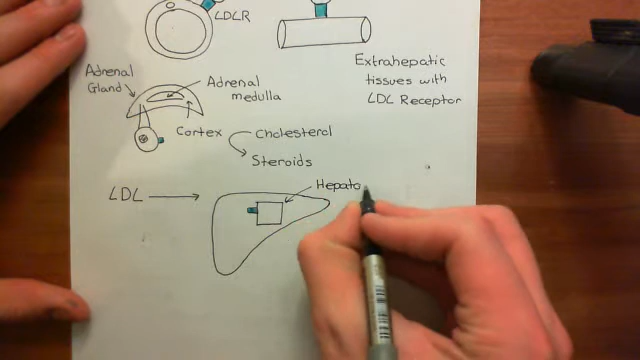 LDLR
Extrahepatic
tissues with
LDL Receptor
Adrenal
Gland
Adrenal
medulla
Cortex
Cholesterol
Steroids
LDL
Hepato